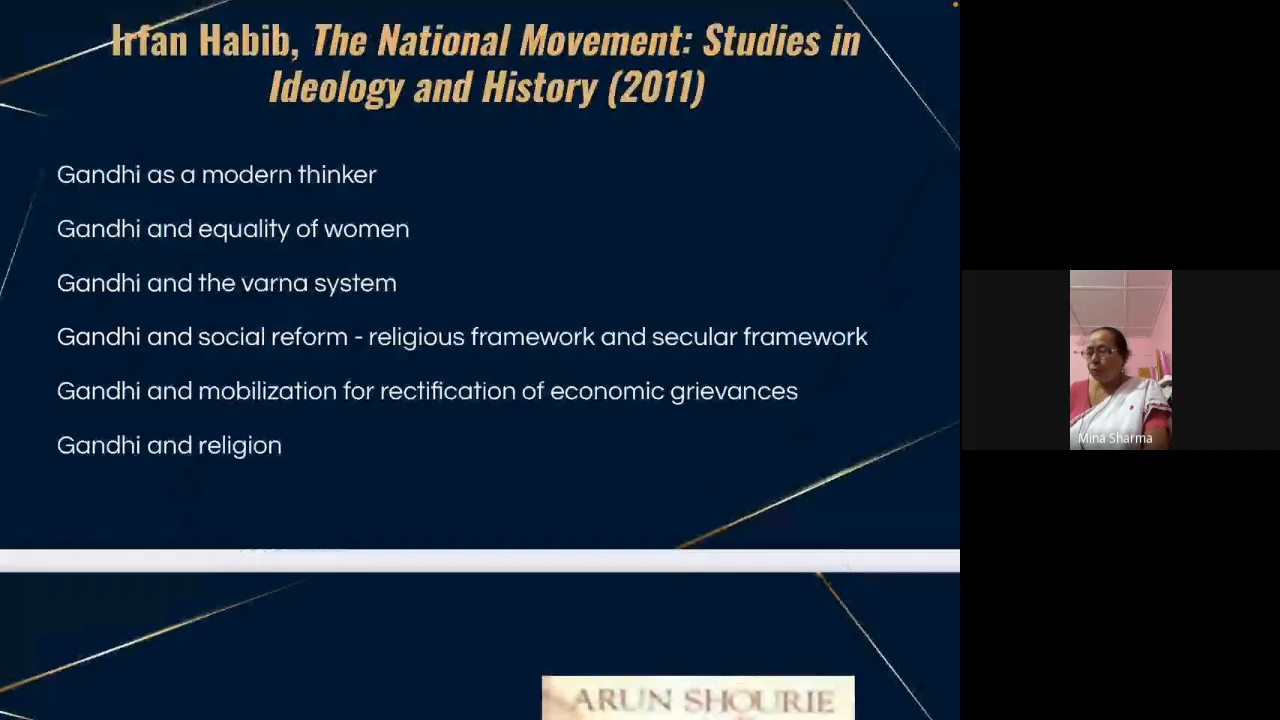 Irfan Habib, The National Movement: Studies in
Ideology and History (2011)
Gandhi as a modern thinker
Gandhi and equality of women
Gandhi and the varna system
Gandhi and social reform - religious framework and secular framework
Gandhi and mobilization for rectification of economic grievances
Gandhi and religion
Mina Sharma
ARUN SHOURIE